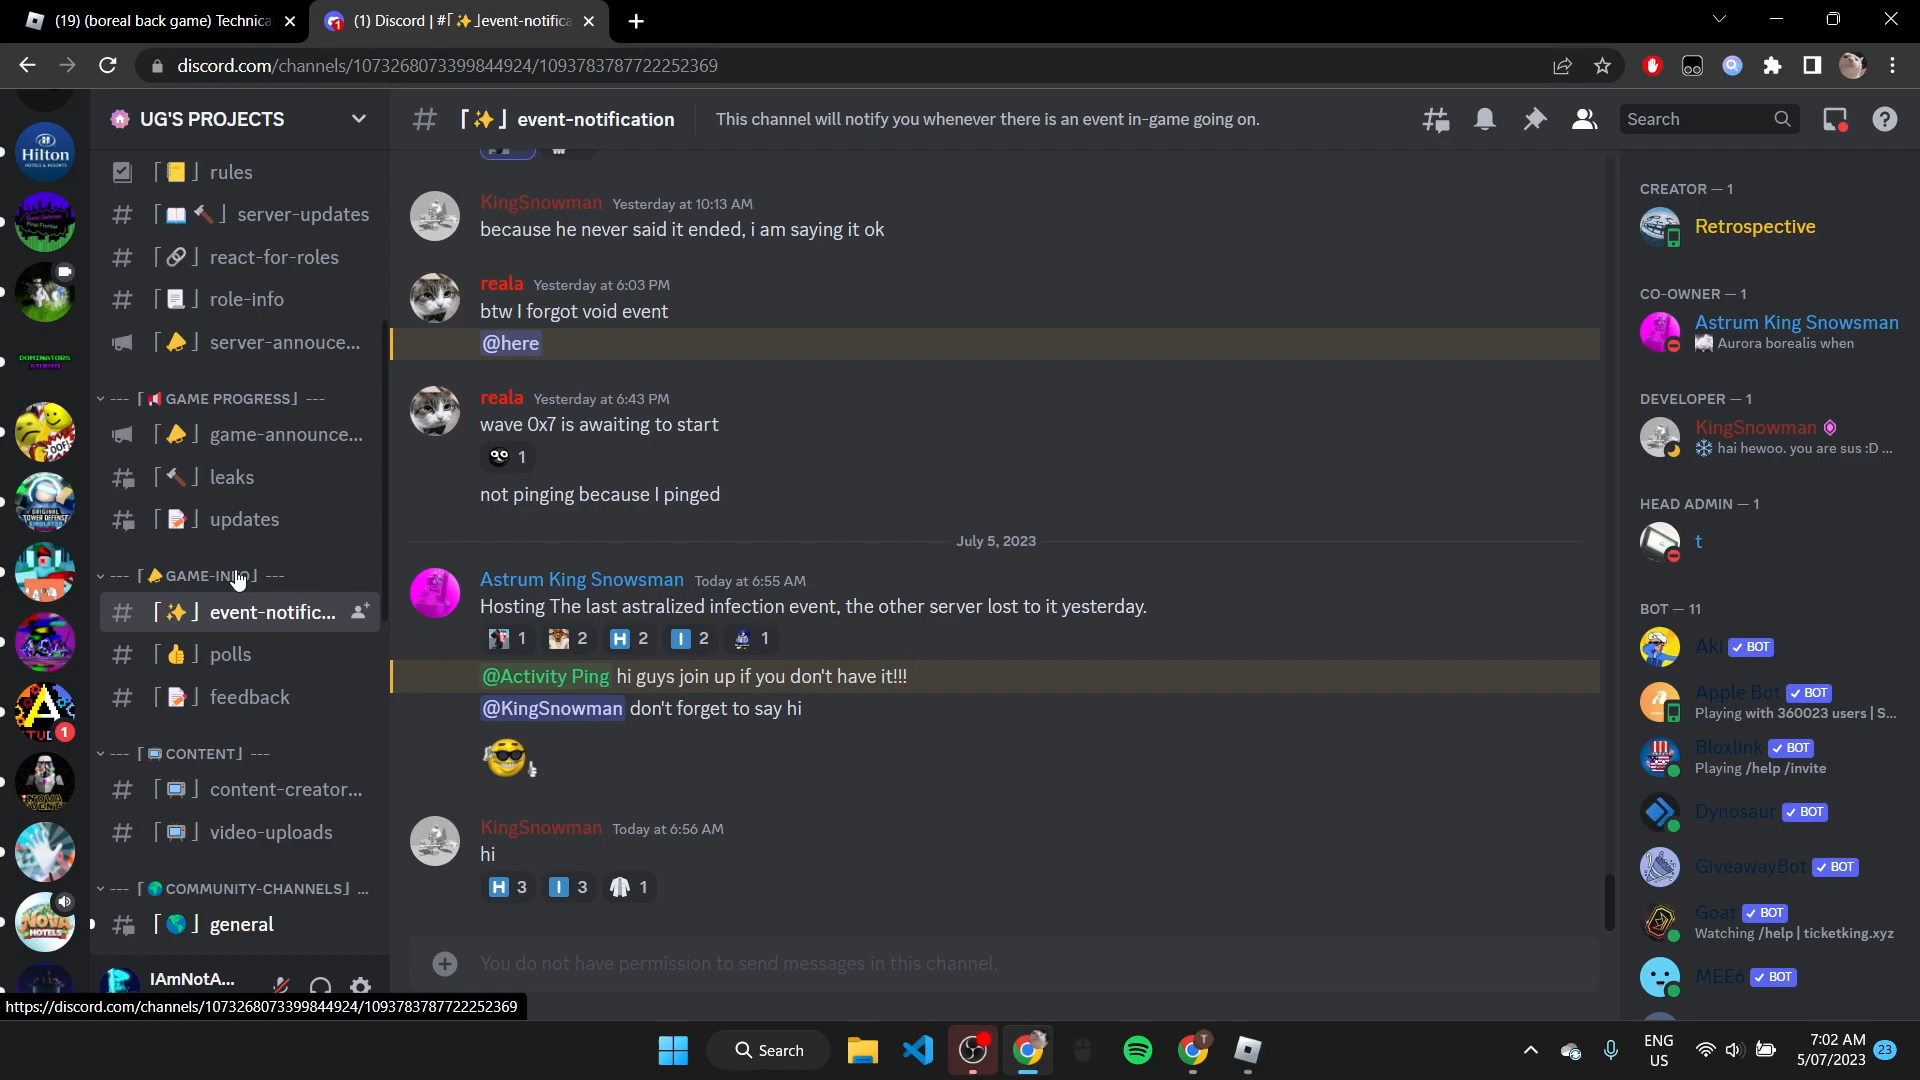 (19) (boreal back game) Technica
(1) Discord | #「✨」event-notifica
discord.com/channels/1073268073399844924/1093783787722252369
Hilton
DOMINATORS
STUDIO
OOF!
1
NOVA
HOTELS
UG'S PROJECTS
「📒」 rules
「📖🔨」 server-updates
「🔗」 react-for-roles
「📃」 role-info
「📣」 server-annouce...
--- 「📢GAME PROGRESS」 ---
「📣」 game-announce...
「🔨」 leaks
「📝」 updates
--- 「📣GAME-INFO」 ---
「✨」 event-notific...
「👍」 polls
「📝」 feedback
--- 「📺CONTENT」 ---
「📺」 content-creator...
「📺」 video-uploads
--- 「🌎COMMUNITY-CHANNELS」 ...
「🌎」 general
IAmNotA...
https://discord.com/channels/1073268073399844924/1093783787722252369
「✨」 event-notification
This channel will notify you whenever there is an event in-game going on.
Search
KingSnowman Yesterday at 10:13 AM
because he never said it ended, i am saying it ok
reala Yesterday at 6:03 PM
btw I forgot void event
@here
reala Yesterday at 6:43 PM
wave 0x7 is awaiting to start
1
not pinging because I pinged
July 5, 2023
Astrum King Snowsman Today at 6:55 AM
Hosting The last astralized infection event, the other server lost to it yesterday.
1 2 H 2 I 2 1
@Activity Ping hi guys join up if you don't have it!!!
@KingSnowman don't forget to say hi
KingSnowman Today at 6:56 AM
hi
H 3 I 3 1
You do not have permission to send messages in this channel.
CREATOR — 1
Retrospective
CO-OWNER — 1
Astrum King Snowsman
Aurora borealis when
DEVELOPER — 1
KingSnowman
❄️ hai hewoo. you are sus :D ...
HEAD ADMIN — 1
t
BOT — 11
Aki ✓ BOT
Apple Bot ✓ BOT
Playing with 360023 users | S...
Bloxlink ✓ BOT
Playing /help /invite
Dynosaur ✓ BOT
GiveawayBot ✓ BOT
Goat ✓ BOT
Watching /help | ticketking.xyz
MEE6 ✓ BOT
Search
T
ENG
US
7:02 AM
5/07/2023
23